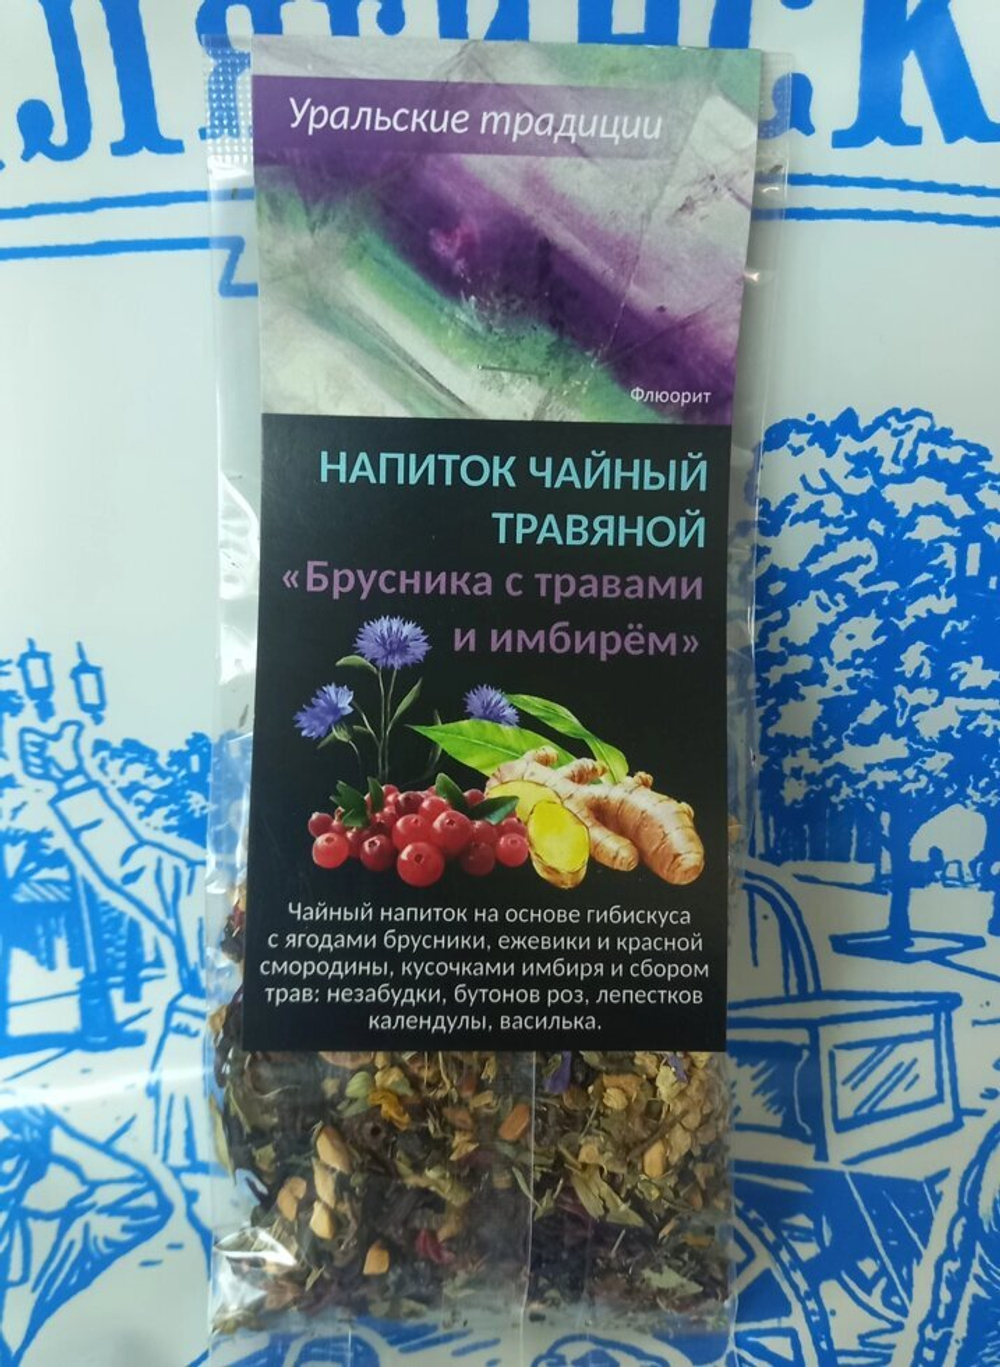 Уральские традиции
Флюорит
НАПИТОК ЧАЙНЫЙ
ТРАВЯНОЙ
«Брусника с травами
и имбирём»
Чайный напиток на основе гибискуса
с ягодами брусники, ежевики и красной
смородины, кусочками имбиря и сбором
трав: незабудки, бутонов роз, лепестков
календулы, василька.